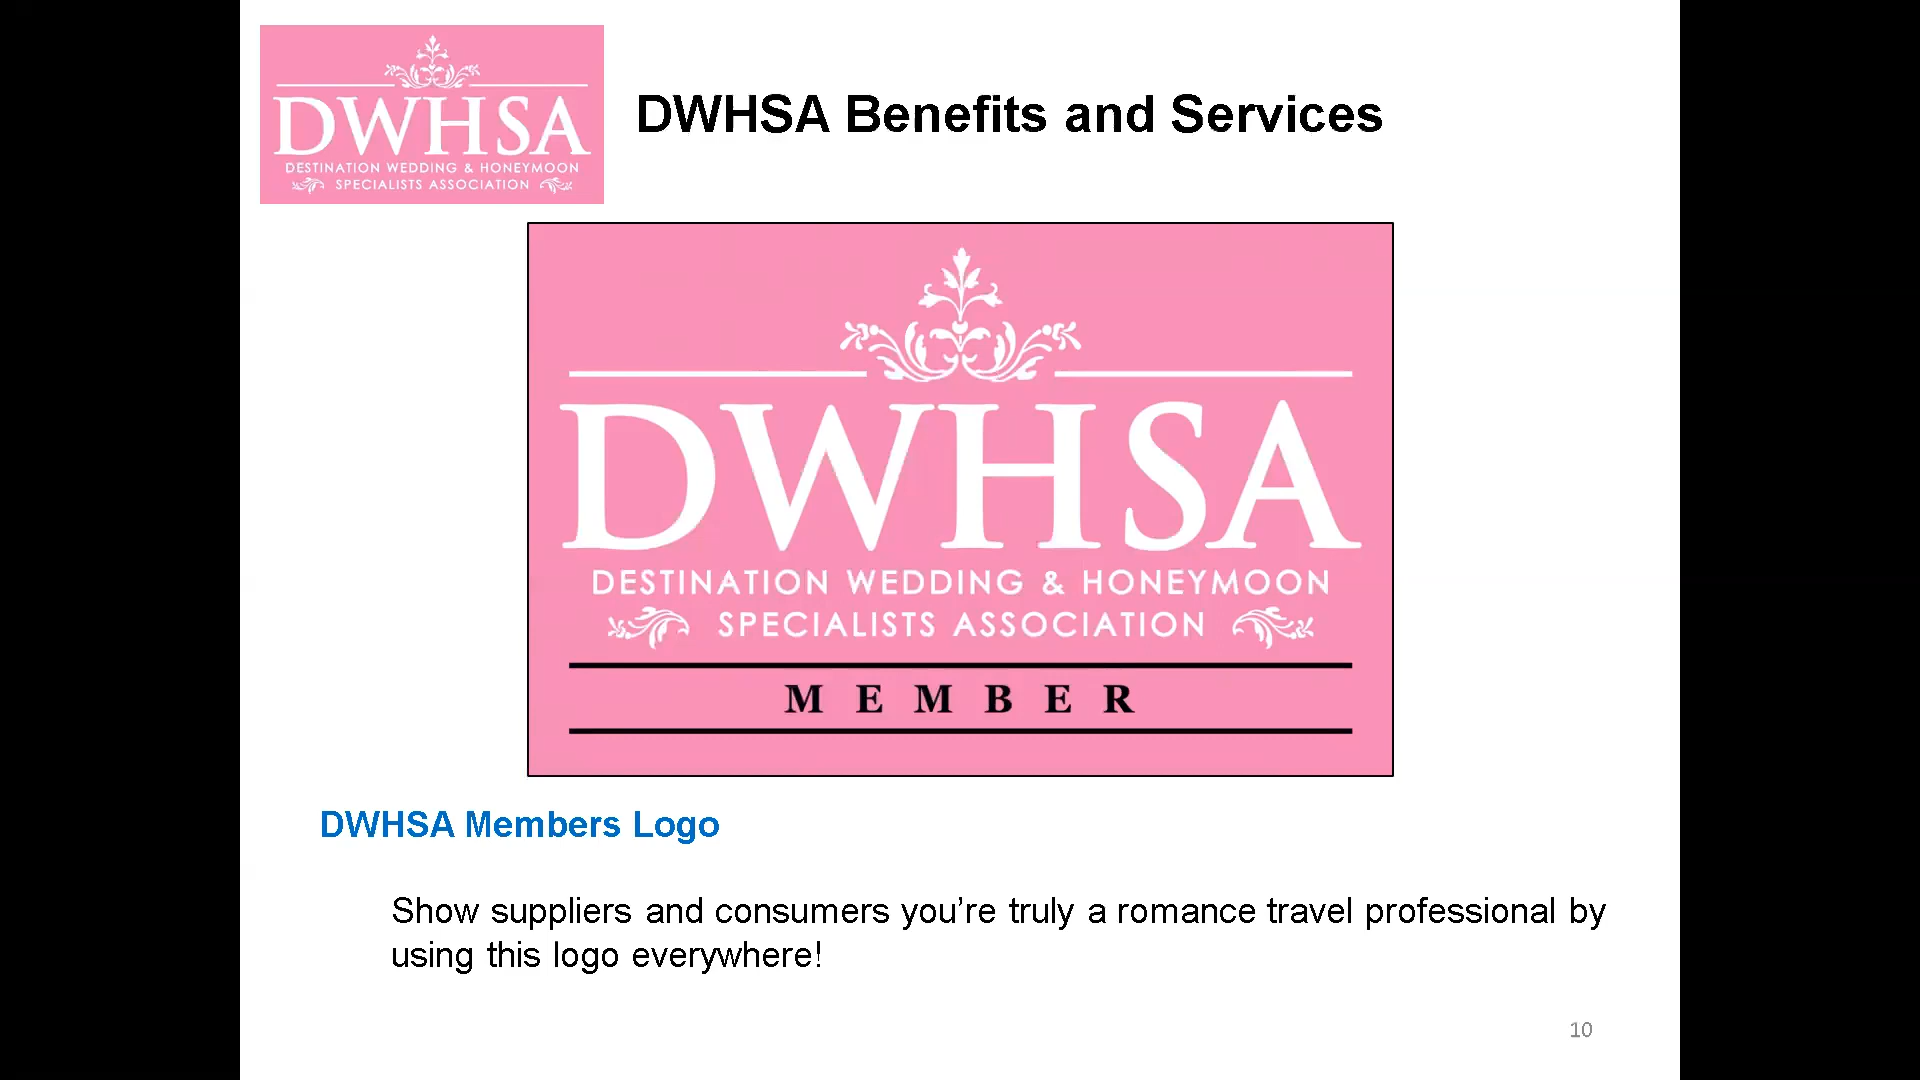 DWHSA
DESTINATION WEDDING & HONEYMOON
SPECIALISTS ASSOCIATION
DWHSA Benefits and Services
DWHSA
DESTINATION WEDDING & HONEYMOON
SPECIALISTS ASSOCIATION
MEMBER
DWHSA Members Logo
Show suppliers and consumers you’re truly a romance travel professional by
using this logo everywhere!
10